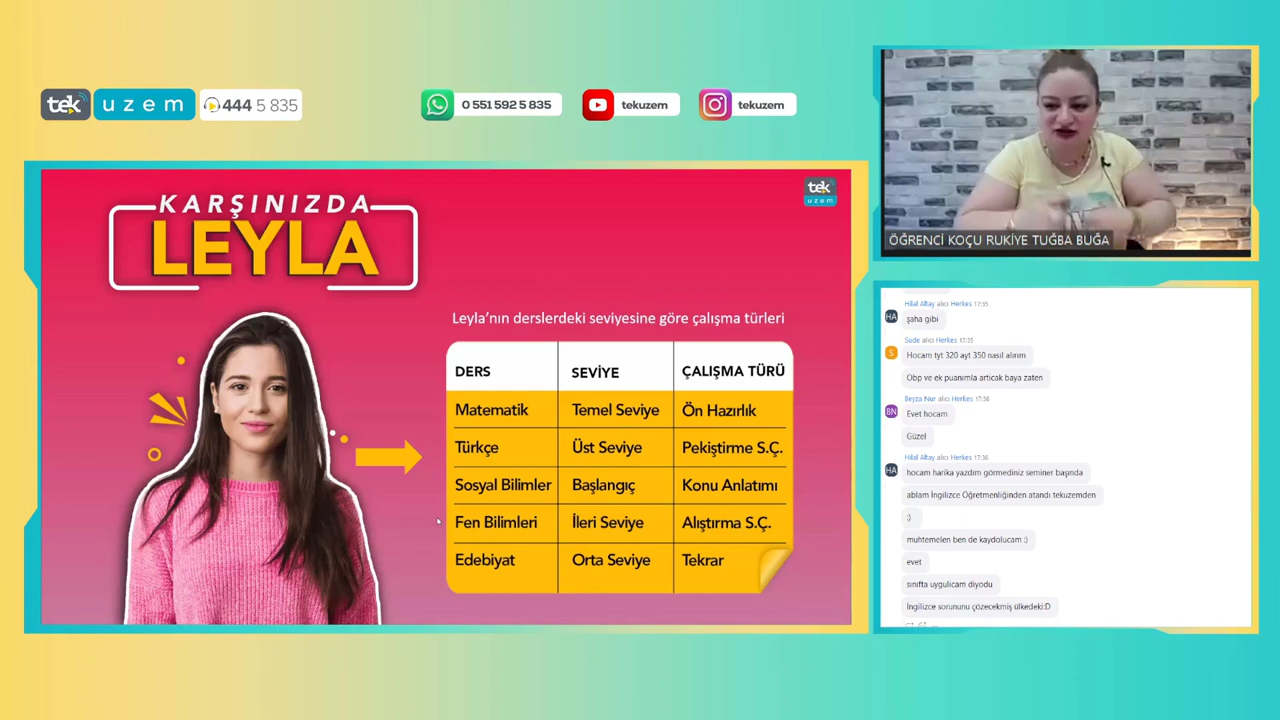 tek uzem 444 5 835
0 551 592 5 835
tekuzem
tekuzem
KARŞINIZDA
LEYLA
tek
uzem
Leyla'nın derslerdeki seviyesine göre çalışma türleri
DERS SEVİYE ÇALIŞMA TÜRÜ
Matematik Temel Seviye Ön Hazırlık
Türkçe Üst Seviye Pekiştirme S.Ç.
Sosyal Bilimler Başlangıç Konu Anlatımı
Fen Bilimleri İleri Seviye Alıştırma S.Ç.
Edebiyat Orta Seviye Tekrar
ÖĞRENCİ KOÇU RUKİYE TUĞBA BUĞA
Hilal Altay alıcı Herkes 17:35
HA
şaha gibi
Sude alıcı Herkes 17:35
S
Hocam tyt 320 ayt 350 nasıl alırım
Obp ve ek puanımla artıcak baya zaten
Beyza Nur alıcı Herkes 17:36
BN
Evet hocam
Güzel
Hilal Altay alıcı Herkes 17:36
HA
hocam harika yazdım görmediniz seminer başında
ablam İngilizce Öğretmenliğinden atandı tekuzemden
:)
muhtemelen ben de kaydolucam :)
evet
sınıfta uygulicam diyodu
İngilizce sorununu çözecekmiş ülkedeki:D